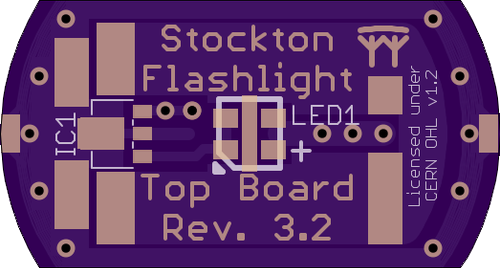 Stockton
Flashlight
IC1
LED1
+
Top Board
Rev. 3.2
Licensed under
CERN OHL v1.2